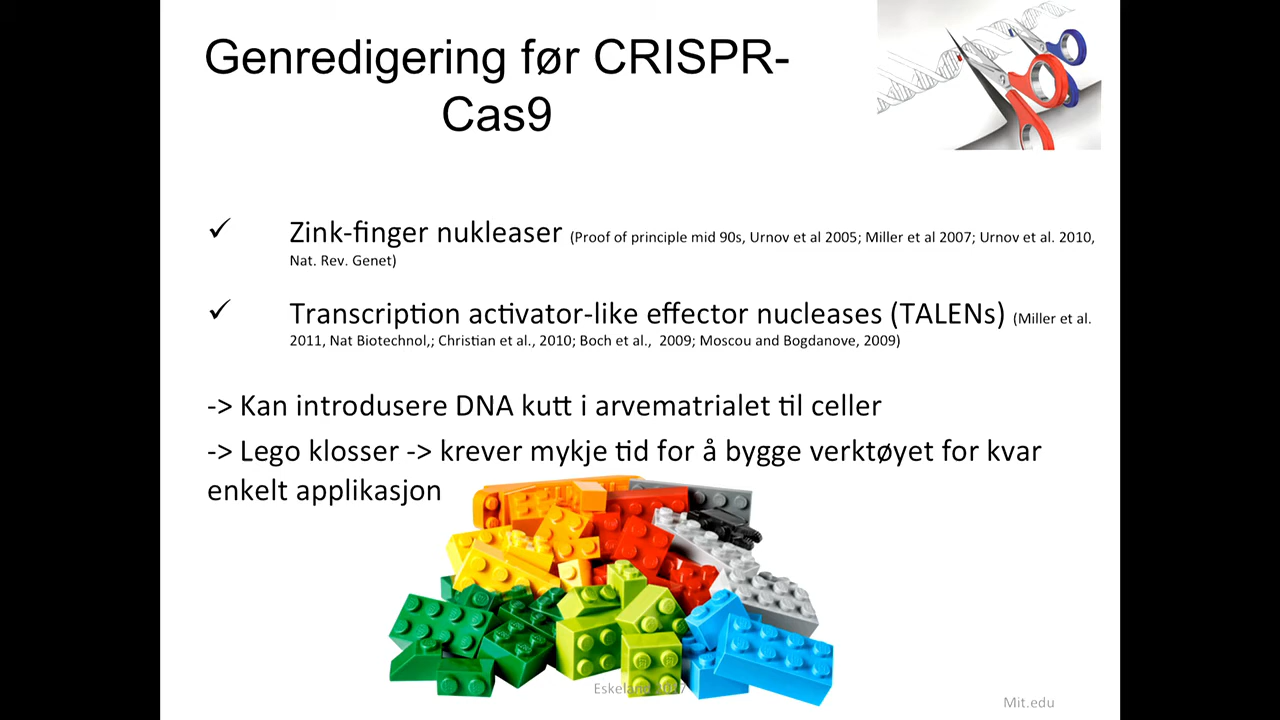 Genredigering før CRISPR-
Cas9
✓ Zink-finger nukleaser (Proof of principle mid 90s, Urnov et al 2005; Miller et al 2007; Urnov et al. 2010,
Nat. Rev. Genet)
✓ Transcription activator-like effector nucleases (TALENs) (Miller et al.
2011, Nat Biotechnol,; Christian et al., 2010; Boch et al., 2009; Moscou and Bogdanove, 2009)
-> Kan introdusere DNA kutt i arvematrialet til celler
-> Lego klosser -> krever mykje tid for å bygge verktøyet for kvar
enkelt applikasjon
Mit.edu